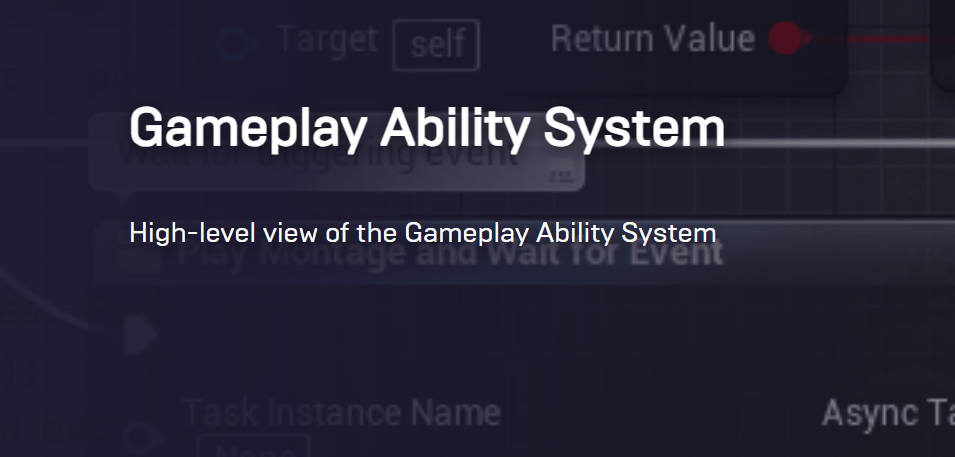 Target self Return Value
Gameplay Ability System
Wait for triggering event
High-level view of the Gameplay Ability System
Play Montage and Wait for Event
Task Instance Name Async Ta
None